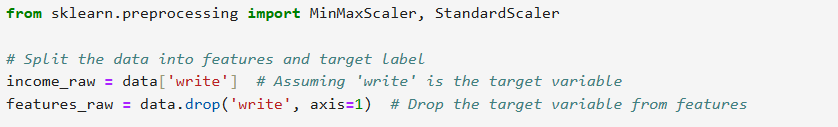 from sklearn.preprocessing import MinMaxScaler, StandardScaler
# Split the data into features and target label
income_raw = data['write']  # Assuming 'write' is the target variable
features_raw = data.drop('write', axis=1)  # Drop the target variable from features